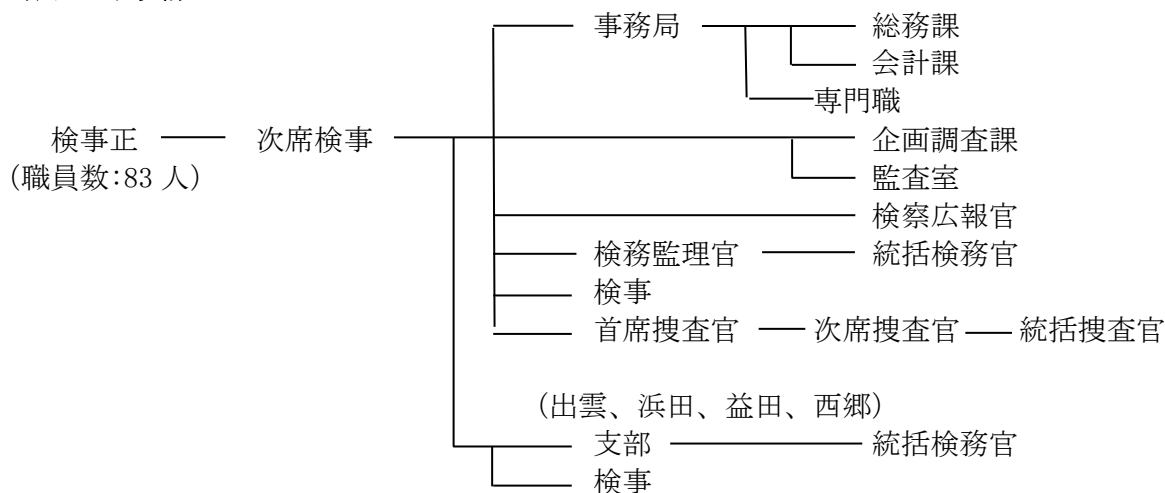 事務局 総務課
会計課
専門職
検事正 次席検事 企画調査課
(職員数:83 人) 監査室
検察広報官
検務監理官 統括検務官
検事
首席捜査官 次席捜査官 統括捜査官
(出雲、浜田、益田、西郷)
支部 統括検務官
検事